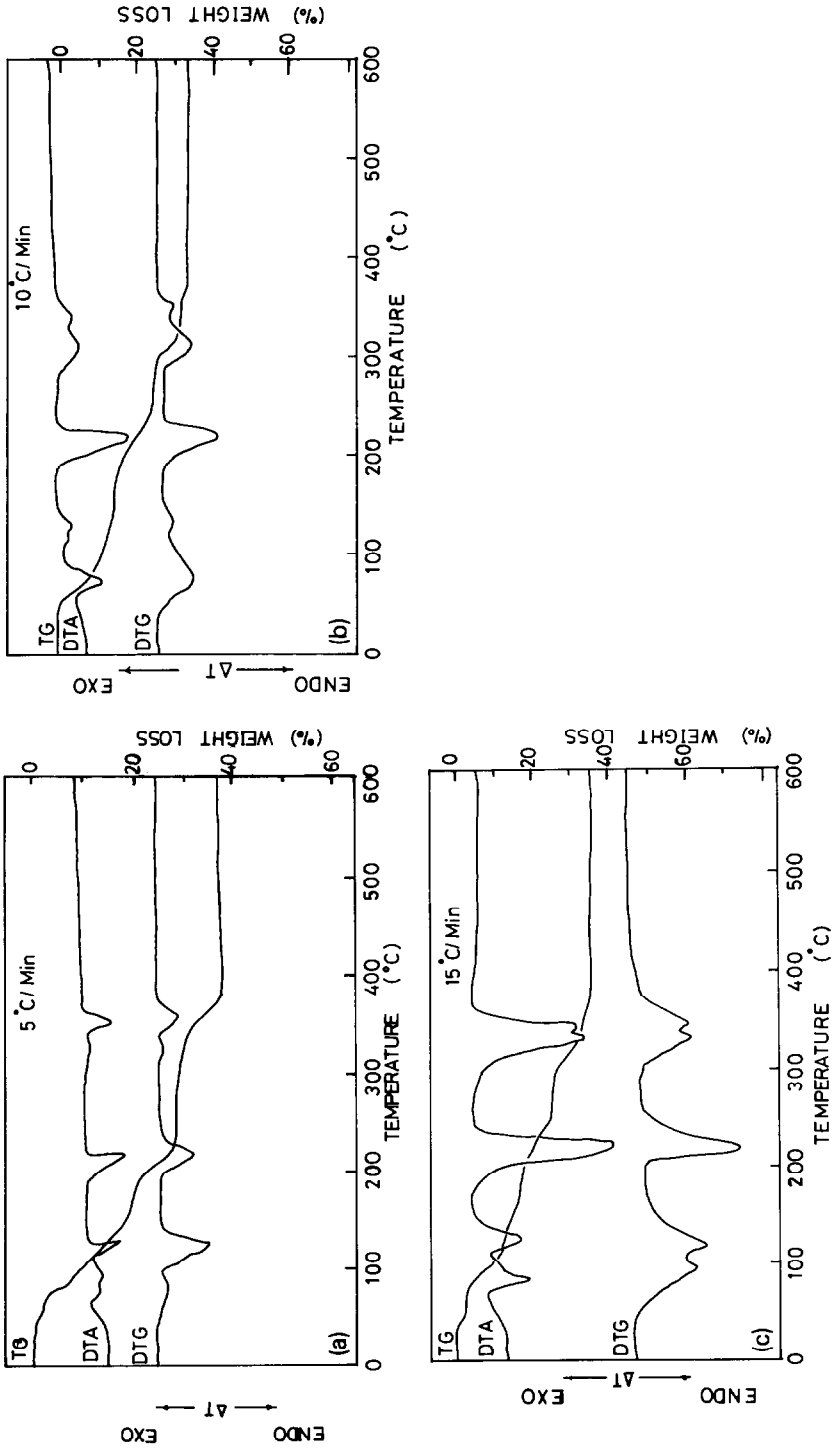 5°C/Min
TG
DTA
DTG
(a)
0 100 200 300 400 500 600
TEMPERATURE (°C)
0 20 40 60
(%) WEIGHT LOSS
EXO
ΔT
ENDO
10°C/Min
TG
DTA
DTG
(b)
0 100 200 300 400 500 600
TEMPERATURE (°C)
0 20 40 60
(%) WEIGHT LOSS
EXO
ΔT
ENDO
15°C/Min
TG
DTA
DTG
(c)
0 100 200 300 400 500 600
TEMPERATURE (°C)
0 20 40 60
(%) WEIGHT LOSS
EXO
ΔT
ENDO